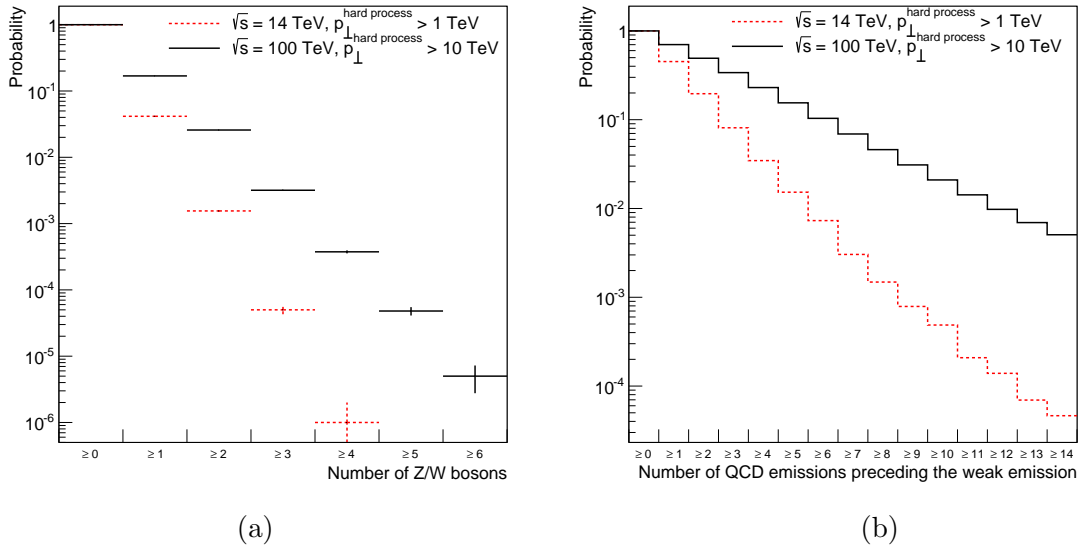 √s = 14 TeV, p⊥^hard process > 1 TeV
√s = 100 TeV, p⊥^hard process > 10 TeV
Probability
1
10^-1
10^-2
10^-3
10^-4
10^-5
10^-6
≥ 0 ≥ 1 ≥ 2 ≥ 3 ≥ 4 ≥ 5 ≥ 6
Number of Z/W bosons
(a)
√s = 14 TeV, p⊥^hard process > 1 TeV
√s = 100 TeV, p⊥^hard process > 10 TeV
Probability
1
10^-1
10^-2
10^-3
10^-4
≥ 0 ≥ 1 ≥ 2 ≥ 3 ≥ 4 ≥ 5 ≥ 6 ≥ 7 ≥ 8 ≥ 9 ≥ 10 ≥ 11 ≥ 12 ≥ 13 ≥ 14
Number of QCD emissions preceding the weak emission
(b)